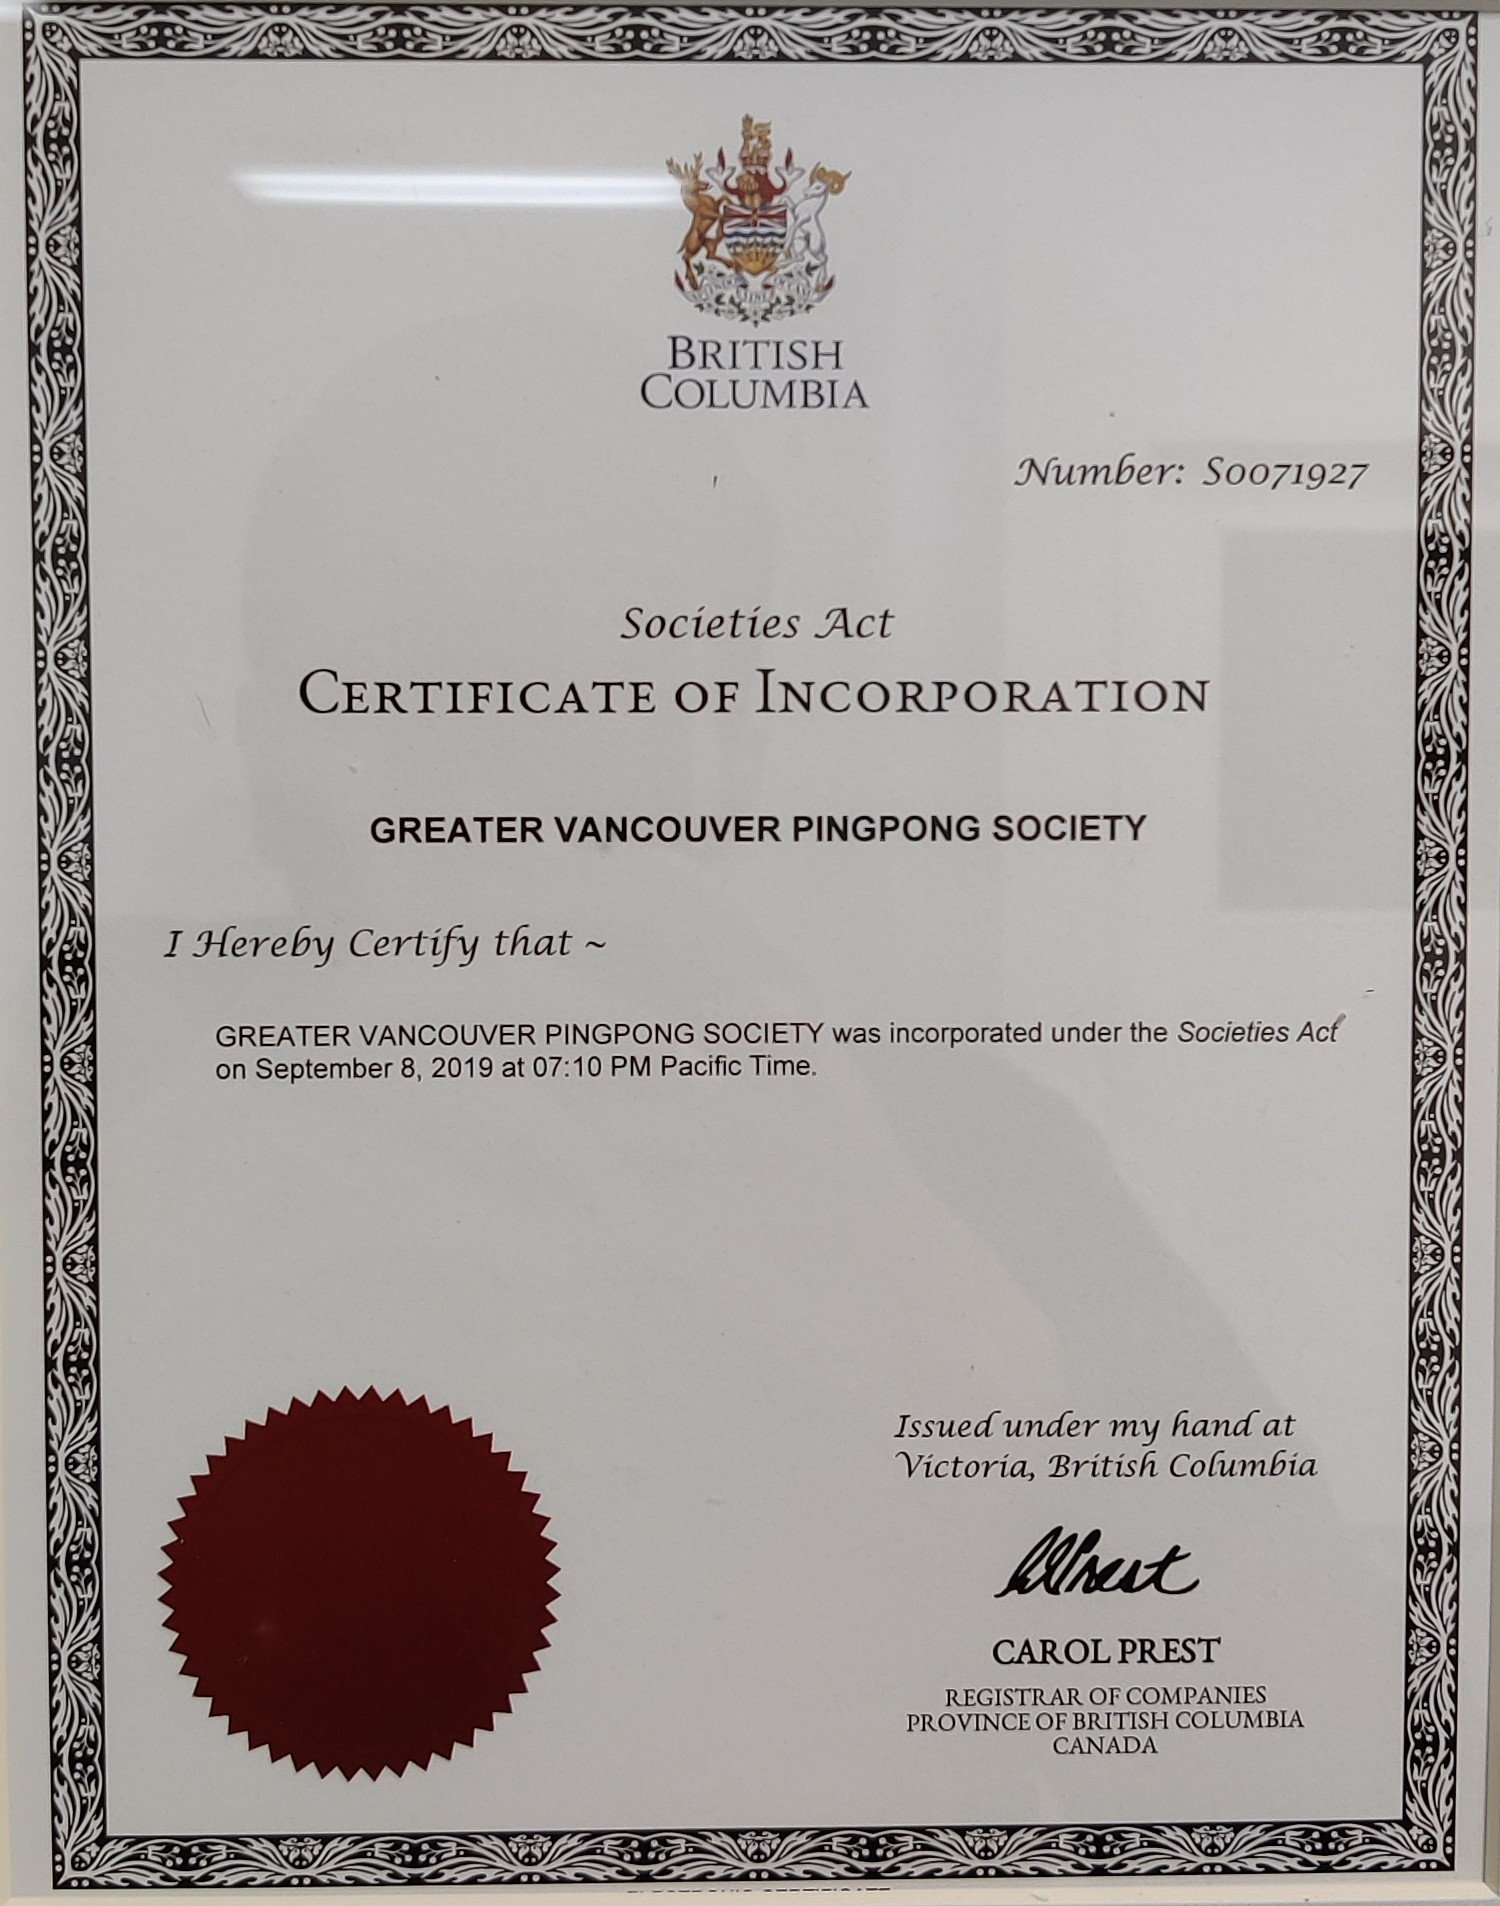 BRITISH
COLUMBIA
Number: S0071927
Societies Act
CERTIFICATE OF INCORPORATION
GREATER VANCOUVER PINGPONG SOCIETY
I Hereby Certify that ~
GREATER VANCOUVER PINGPONG SOCIETY was incorporated under the Societies Act
on September 8, 2019 at 07:10 PM Pacific Time.
Issued under my hand at
Victoria, British Columbia
CPrest
CAROL PREST
REGISTRAR OF COMPANIES
PROVINCE OF BRITISH COLUMBIA
CANADA